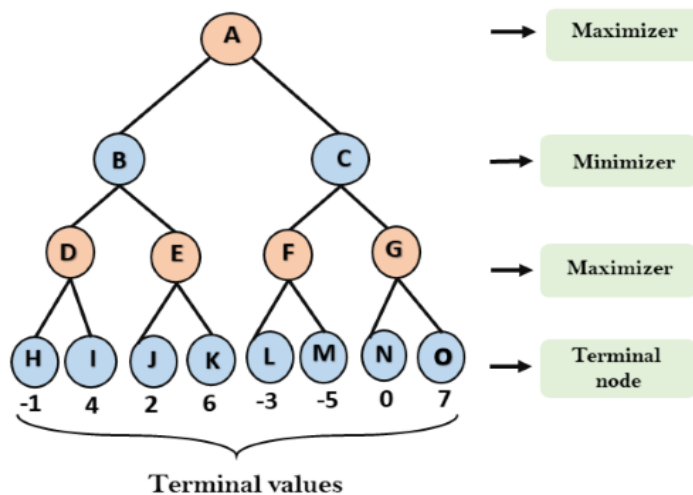 A
Maximizer
B
C
Minimizer
D
E
F
G
Maximizer
H
I
J
K
L
M
N
O
Terminal
node
-1
4
2
6
-3
-5
0
7
Terminal values